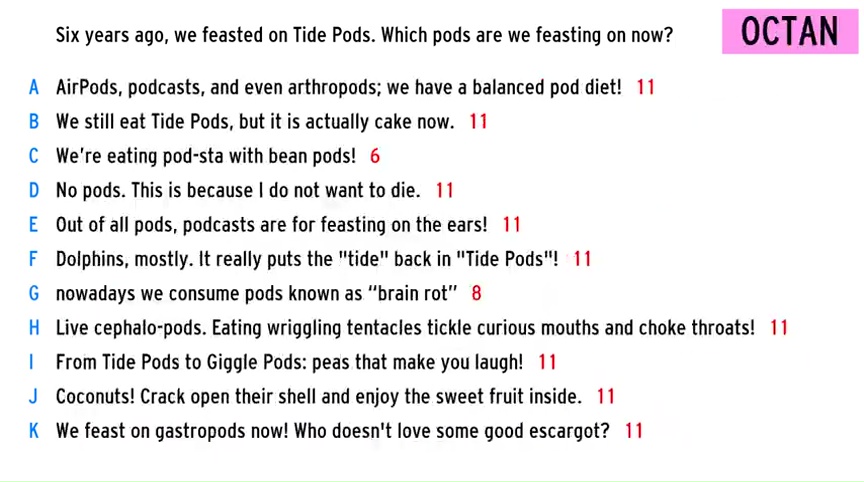 Six years ago, we feasted on Tide Pods. Which pods are we feasting on now?
OCTAN
A AirPods, podcasts, and even arthropods; we have a balanced pod diet! 11
B We still eat Tide Pods, but it is actually cake now. 11
C We're eating pod-sta with bean pods! 6
D No pods. This is because I do not want to die. 11
E Out of all pods, podcasts are for feasting on the ears! 11
F Dolphins, mostly. It really puts the "tide" back in "Tide Pods"! 11
G nowadays we consume pods known as “brain rot” 8
H Live cephalo-pods. Eating wriggling tentacles tickle curious mouths and choke throats! 11
I From Tide Pods to Giggle Pods: peas that make you laugh! 11
J Coconuts! Crack open their shell and enjoy the sweet fruit inside. 11
K We feast on gastropods now! Who doesn't love some good escargot? 11